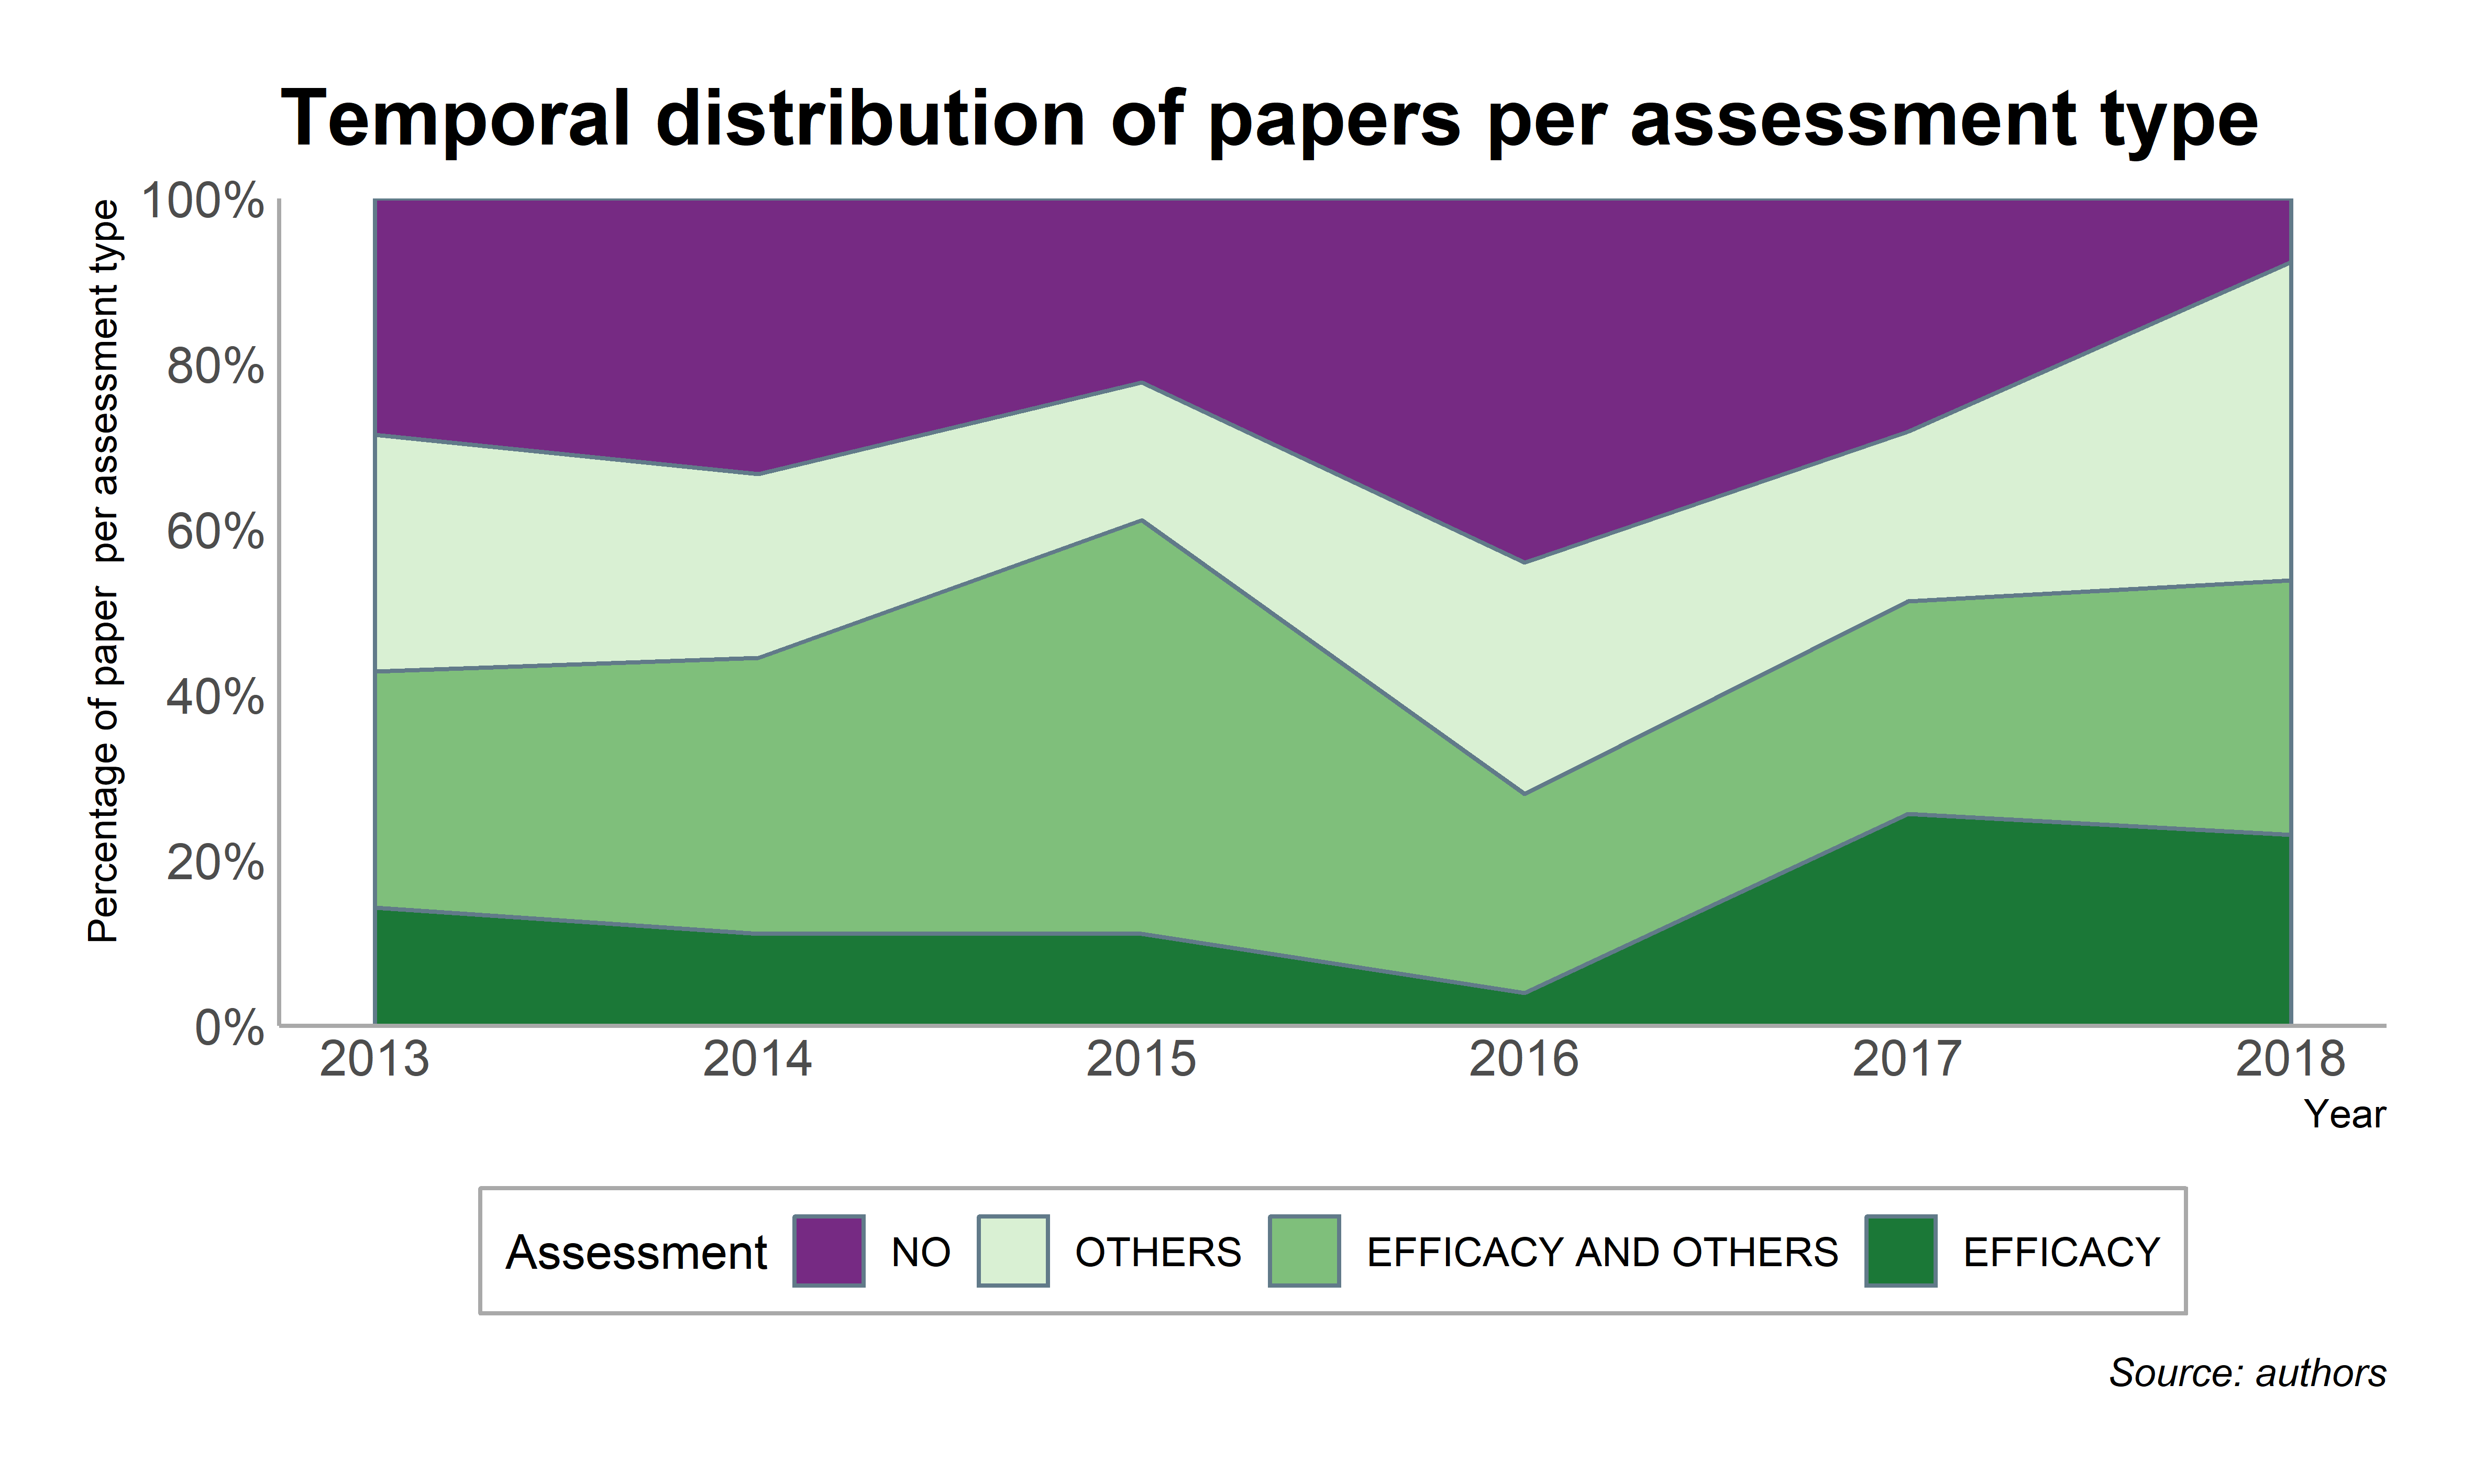 Temporal distribution of papers per assessment type
Percentage of paper  per assessment type
100%
80%
60%
40%
20%
0%
2013 2014 2015 2016 2017 2018
Year
Assessment NO OTHERS EFFICACY AND OTHERS EFFICACY
Source: authors